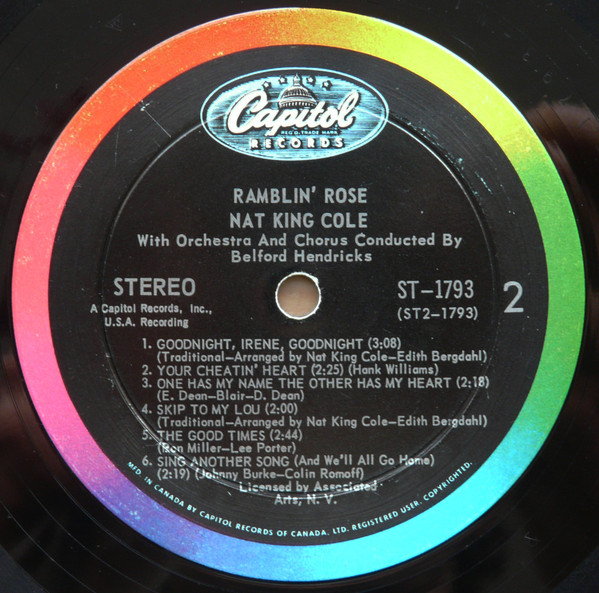 Capitol
REG'D. TRADE MARK
RECORDS
RAMBLIN' ROSE
NAT KING COLE
With Orchestra And Chorus Conducted By
Belford Hendricks
STEREO
A Capitol Records, Inc.,
U.S.A. Recording
ST-1793
(ST2-1793)
2
1. GOODNIGHT, IRENE, GOODNIGHT (3:08)
(Traditional-Arranged by Nat King Cole-Edith Bergdahl)
2. YOUR CHEATIN' HEART (2:25) (Hank Williams)
3. ONE HAS MY NAME THE OTHER HAS MY HEART (2:18)
(E. Dean-Blair-D. Dean)
4. SKIP TO MY LOU (2:00)
(Traditional-Arranged by Nat King Cole-Edith Bergdahl)
5. THE GOOD TIMES (2:44)
(Ron Miller-Lee Porter)
6. SING ANOTHER SONG (And We'll All Go Home)
(2:19) (Johnny Burke-Colin Romoff)
Licensed by Associated
Arts, N. V.
MFD. IN CANADA BY CAPITOL RECORDS OF CANADA, LTD. REGISTERED USER. COPYRIGHTED.